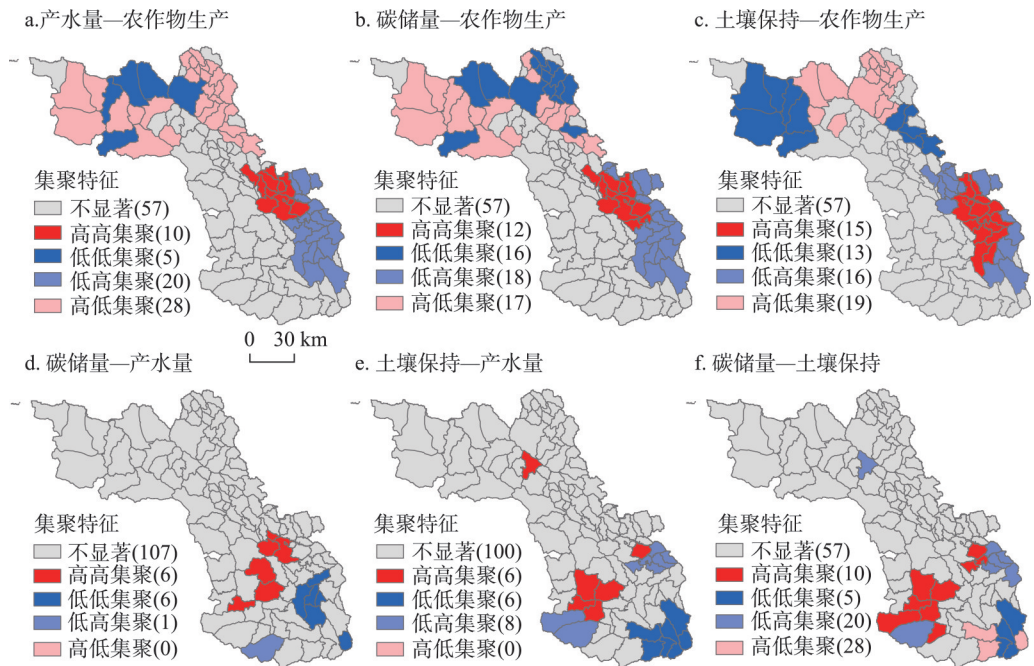 a.产水量—农作物生产
b.碳储量—农作物生产
c.土壤保持—农作物生产
集聚特征
不显著(57)
高高集聚(10)
低低集聚(5)
低高集聚(20)
高低集聚(28)
集聚特征
不显著(57)
高高集聚(12)
低低集聚(16)
低高集聚(18)
高低集聚(17)
集聚特征
不显著(57)
高高集聚(15)
低低集聚(13)
低高集聚(16)
高低集聚(19)
0 30 km
d. 碳储量—产水量
e. 土壤保持—产水量
f. 碳储量—土壤保持
集聚特征
不显著(107)
高高集聚(6)
低低集聚(6)
低高集聚(1)
高低集聚(0)
集聚特征
不显著(100)
高高集聚(6)
低低集聚(6)
低高集聚(8)
高低集聚(0)
集聚特征
不显著(57)
高高集聚(10)
低低集聚(5)
低高集聚(20)
高低集聚(28)